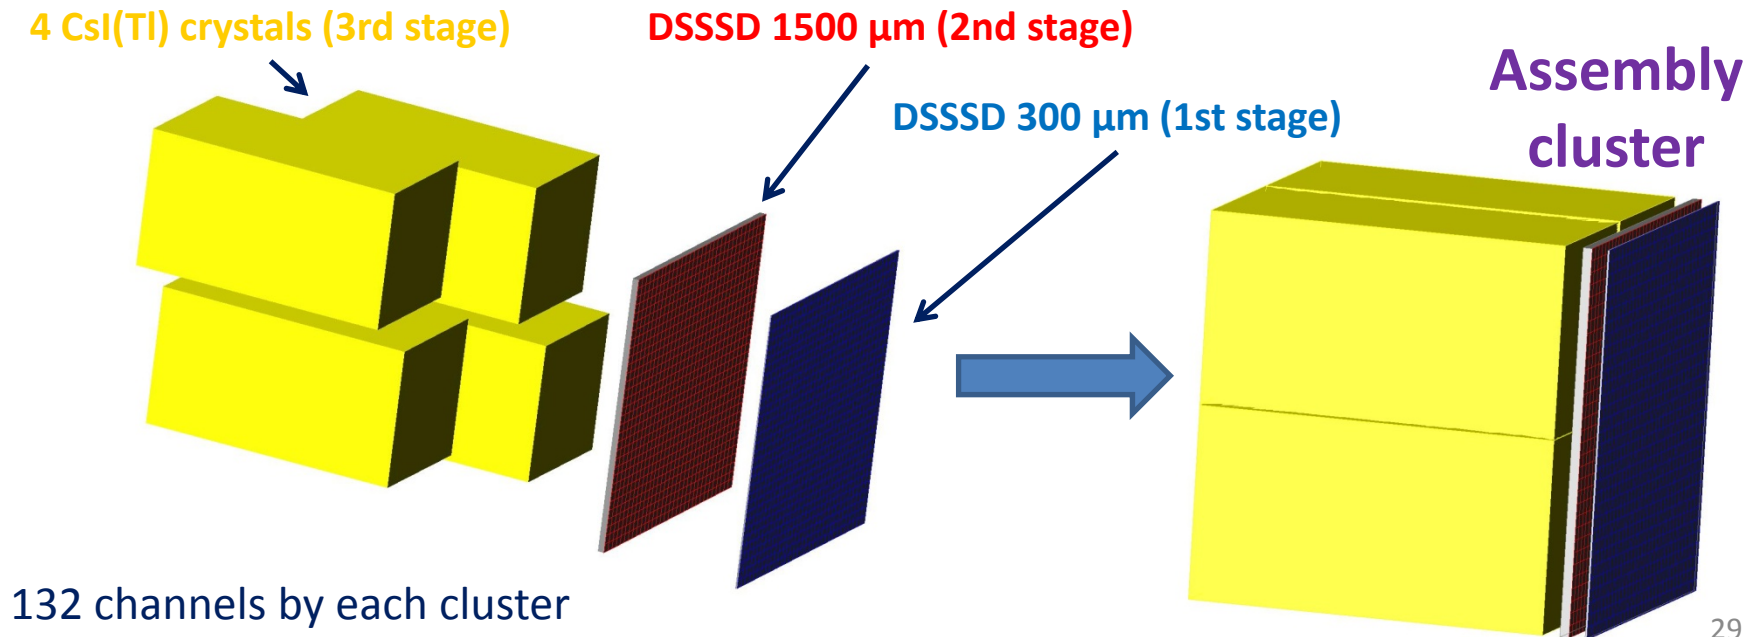 4 CsI(Tl) crystals (3rd stage)
DSSSD 1500 μm (2nd stage)
DSSSD 300 μm (1st stage)
Assembly
cluster
132 channels by each cluster
29